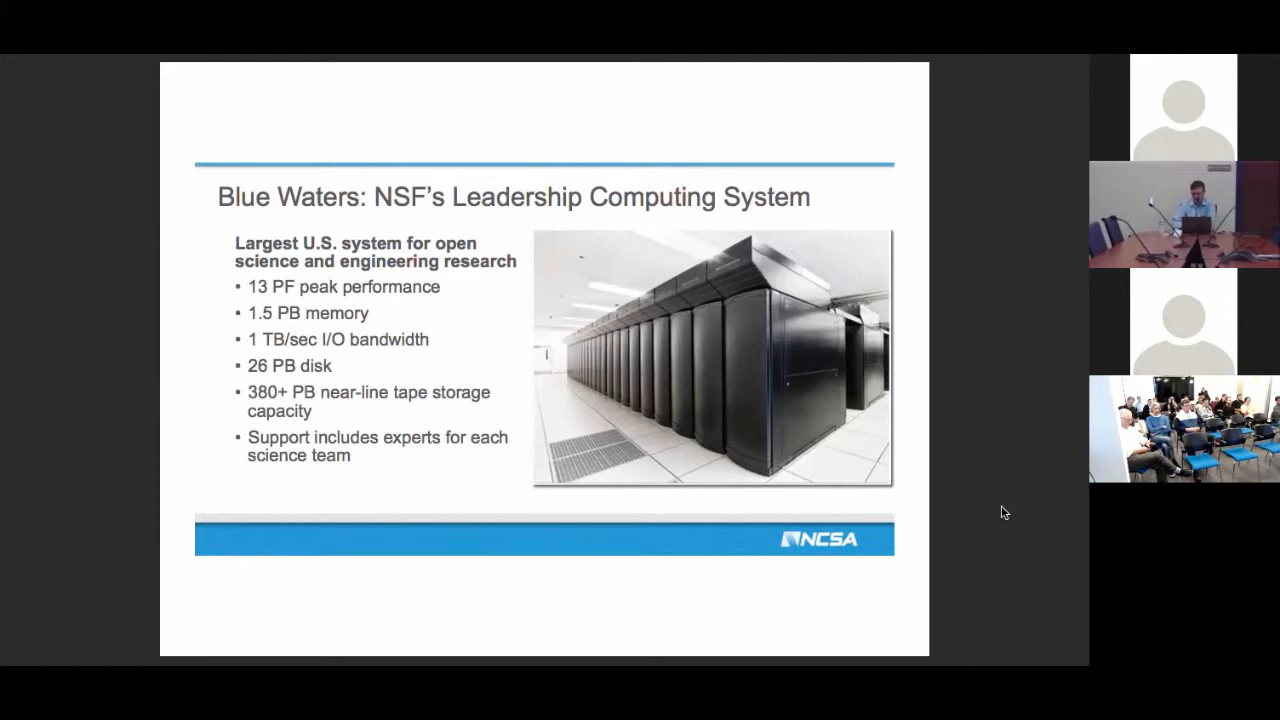 Blue Waters: NSF's Leadership Computing System
Largest U.S. system for open
science and engineering research
• 13 PF peak performance
• 1.5 PB memory
• 1 TB/sec I/O bandwidth
• 26 PB disk
• 380+ PB near-line tape storage
capacity
• Support includes experts for each
science team
NCSA